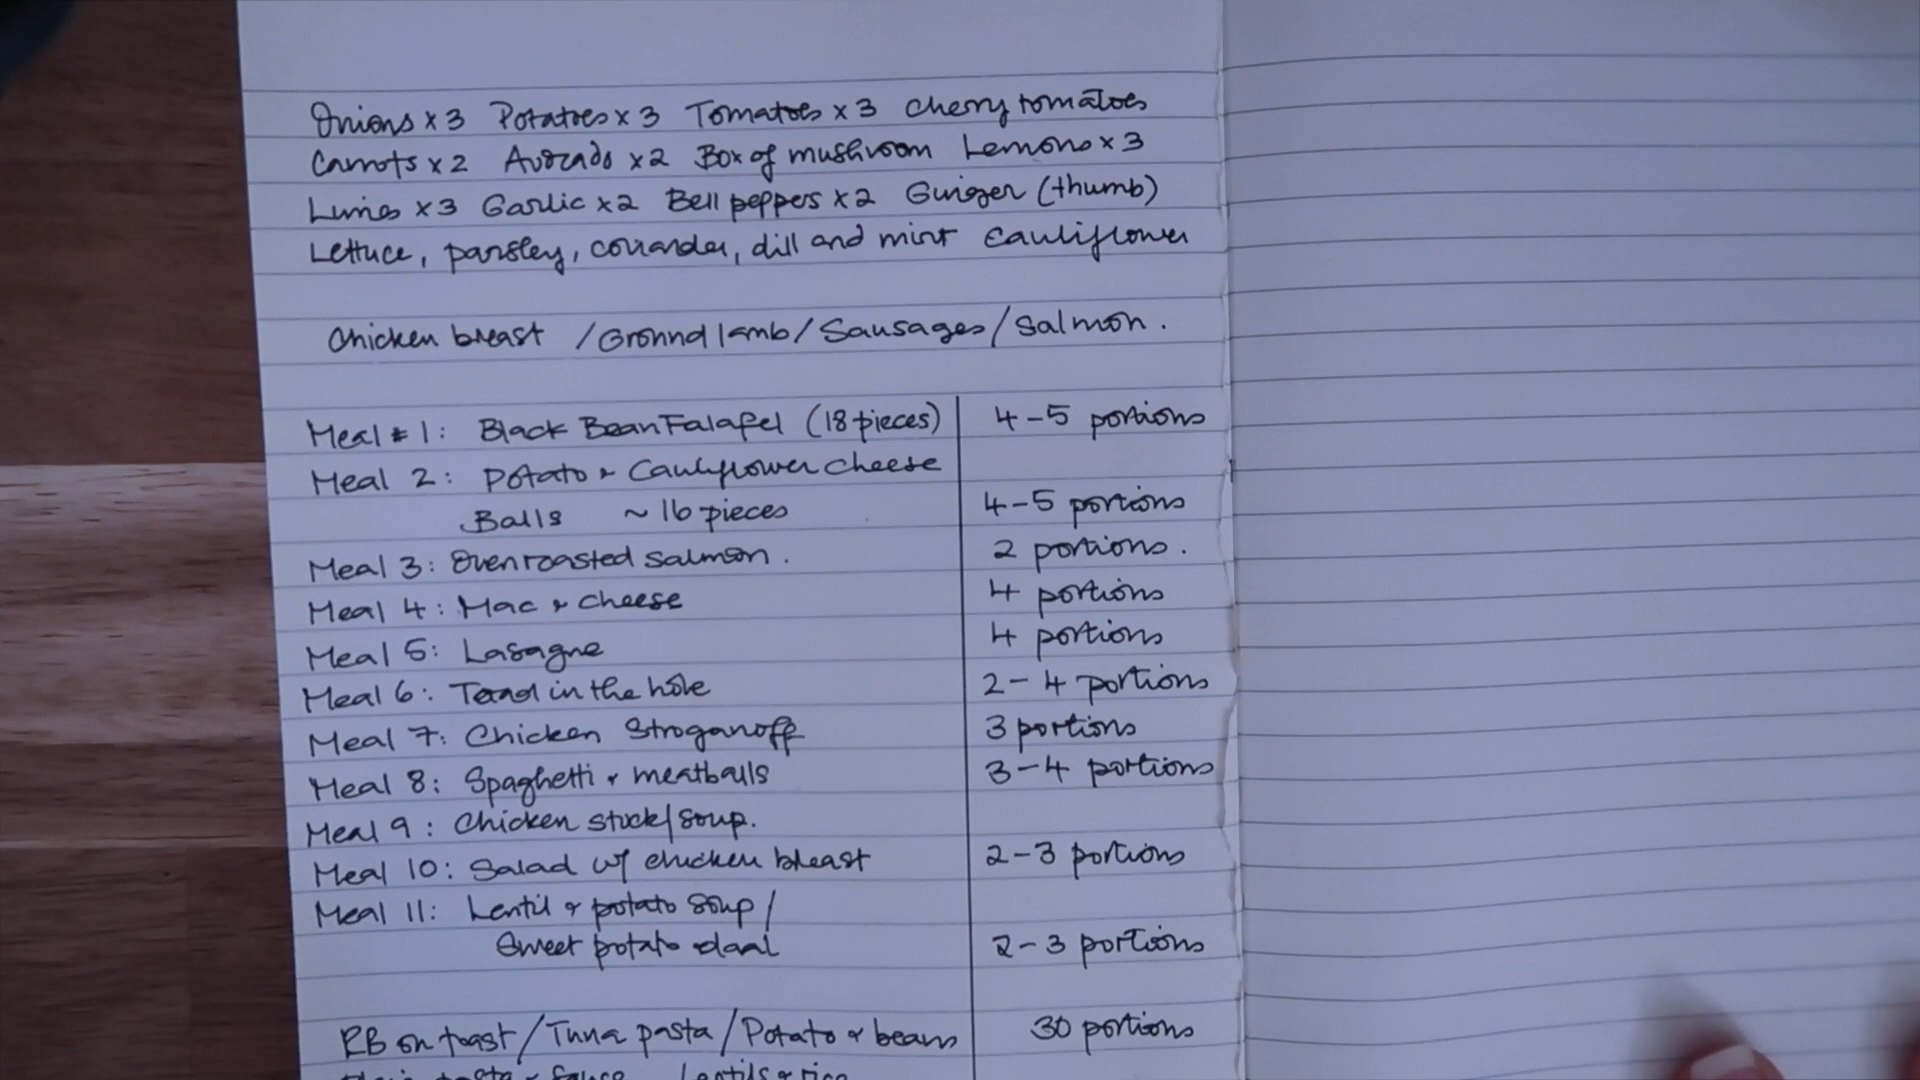 Onions x 3 Potatoes x 3 Tomatoes x 3 Cherry tomatoes
Carrots x 2 Avocado x 2 Box of mushroom Lemons x 3
Limes x 3 Garlic x 2 Bell peppers x 2 Ginger (thumb)
Lettuce, parsley, coriander, dill and mint Cauliflower
Chicken breast / Ground lamb / Sausages / Salmon.
Meal # 1: Black Bean Falafel (18 pieces) 4-5 portions
Meal 2: Potato & Cauliflower cheese
Balls ~ 16 pieces 4-5 portions
Meal 3: Oven roasted salmon. 2 portions.
Meal 4: Mac & cheese 4 portions
Meal 5: Lasagne 4 portions
Meal 6: Toad in the hole 2-4 portions
Meal 7: Chicken Stroganoff 3 portions
Meal 8: Spaghetti & meatballs 3-4 portions
Meal 9: Chicken stock/soup.
Meal 10: Salad w/ chicken breast 2-3 portions
Meal 11: Lentil & potato soup /
Sweet potato daal 2-3 portions
RB on toast / Tuna pasta / Potato & beans 30 portions
pasta & Sauce Lentils & rice